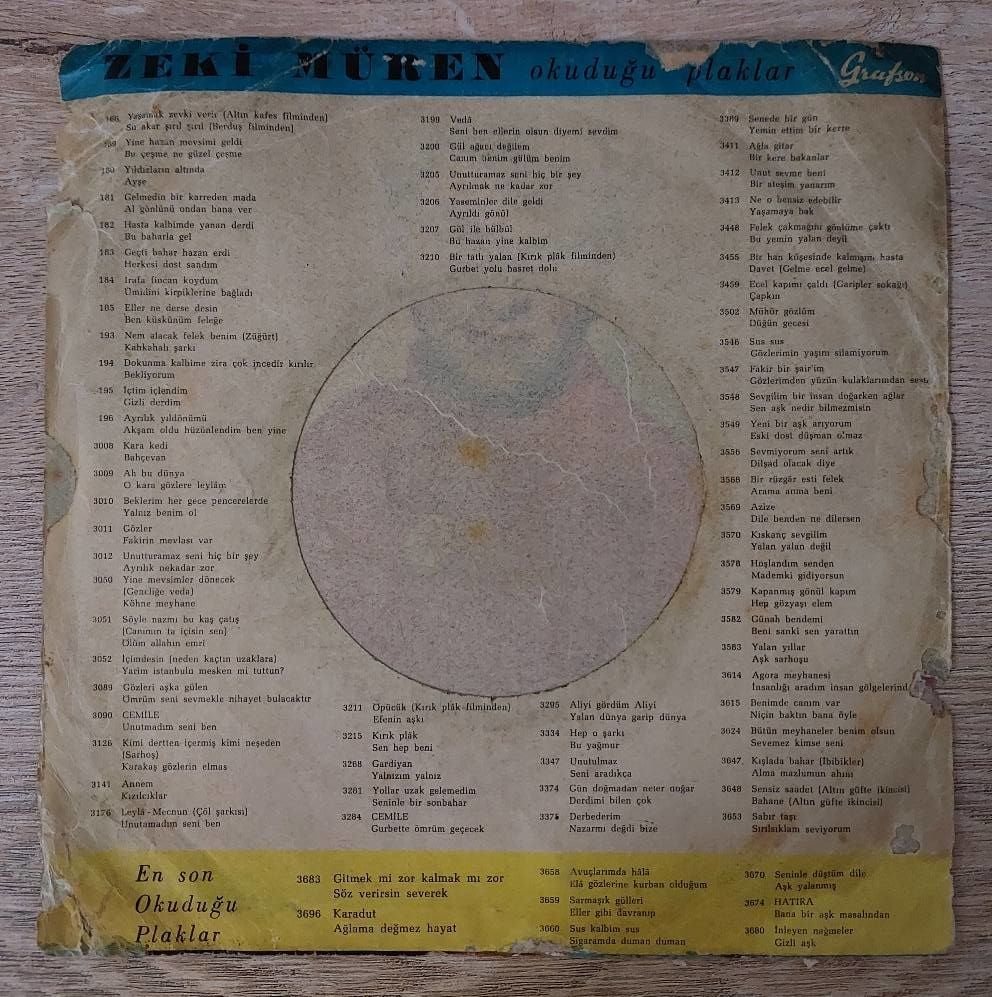 ZEKİ MÜREN okuduğu plaklar Grafson
166 Yaşamak zevki verir (Altın kafes filminden)
Su akar şırıl şırıl (Berduş filminden)
Yine hazan mevsimi geldi
Bu çeşme ne güzel çeşme
180 Yıldızların altında
Ayşe
181 Gelmedin bir karreden mada
Al gönlünü ondan bana ver
182 Hasta kalbimde yanan derdi
Bu baharla gel
183 Geçti bahar hazan erdi
Herkesi dost sandım
184 Irafa fincan koydum
Ümidini kirpiklerine bağladı
185 Eller ne derse desin
Ben küskünüm feleğe
193 Nem alacak felek benim (Züğürt)
Kahkahalı şarkı
194 Dokunma kalbime zira çok incedir kırılır
Bekliyorum
195 İçtim içlendim
Gizli derdim
196 Ayrılık yıldönümü
Akşam oldu hüzünlendim ben yine
3008 Kara kedi
Bahçevan
3009 Ah bu dünya
O kara gözlere leylâm
3010 Beklerim her gece pencerelerde
Yalnız benim ol
3011 Gözler
Fakirin mevlası var
3012 Unutturamaz seni hiç bir şey
Ayrılık nekadar zor
3050 Yine mevsimler dönecek
(Gençliğe veda)
Köhne meyhane
3051 Söyle nazmı bu kaş çatış
(Canımın ta içisin sen)
Ölüm allahın emri
3052 İçimdesin (neden kaçtın uzaklara)
Yarim istanbulu mesken mi tuttun?
3089 Gözleri aşka gülen
Ömrüm seni sevmekle nihayet bulacaktır
3090 CEMİLE
Unutmadım seni ben
3126 Kimi dertten içermiş kimi neşeden
(Sarhoş)
Karakaş gözlerin elmas
3141 Annem
Kızılcıklar
3176 Leylâ - Mecnun (Çöl şarkısı)
Unutamadım seni ben
3199 Vedâ
Seni ben ellerin olsun diyemi sevdim
3200 Gül ağacı değilem
Canım benim gülüm benim
3205 Unutturamaz seni hiç bir şey
Ayrılmak ne kadar zor
3206 Yaseminler dile geldi
Ayrıldı gönül
3207 Gül ile bülbül
Bu hazan yine kalbim
3210 Bir tatlı yalan (Kırık plâk filminden)
Gurbet yolu hasret dolu
3211 Öpücük (Kırık plâk filminden)
Efenin aşkı
3215 Kırık plâk
Sen hep beni
3268 Gardiyan
Yalnızım yalnız
3281 Yollar uzak gelemedim
Seninle bir sonbahar
3284 CEMİLE
Gurbette ömrüm geçecek
3295 Aliyi gördüm Aliyi
Yalan dünya garip dünya
3334 Hep o şarkı
Bu yağmur
3347 Unutulmaz
Seni aradıkça
3374 Gün doğmadan neler doğar
Derdimi bilen çok
3375 Derbederim
Nazarmı değdi bize
3389 Senede bir gün
Yemin ettim bir kerre
3411 Ağla gitar
Bir kere bakanlar
3412 Unut sevme beni
Bir ateşim yanarım
3413 Ne o bensiz edebilir
Yaşamaya bak
3448 Felek çakmağını gönlüme çaktı
Bu yemin yalan deyil
3455 Bir han köşesinde kalmışım hasta
Davet (Gelme ecel gelme)
3459 Ecel kapımı çaldı (Garipler sokağı)
Çapkın
3502 Mühür gözlüm
Düğün gecesi
3546 Sus sus
Gözlerimin yaşım silamiyorum
3547 Fakir bir şair'im
Gözlerimden yüzün kulaklarımdan sesin
3548 Sevgilim bir insan doğarken ağlar
Sen aşk nedir bilmezmisin
3549 Yeni bir aşk arıyorum
Eski dost düşman olmaz
3556 Sevmiyorum seni artık
Dilşad olacak diye
3568 Bir rüzgâr esti felek
Arama anma beni
3569 Azize
Dile benden ne dilersen
3570 Kıskanç sevgilim
Yalan yalan değil
3578 Hoşlandım senden
Mademki gidiyorsun
3579 Kapanmış gönül kapım
Hep gözyaşı elem
3582 Günah bendemi
Beni sanki sen yarattın
3583 Yalan yıllar
Aşk sarhoşu
3614 Agora meyhanesi
İnsanlığı aradım insan gölgelerind
3615 Benimde canım var
Niçin baktın bana öyle
3624 Bütün meyhaneler benim olsun
Sevemez kimse seni
3647 Kışlada bahar (İbibikler)
Alma mazlumun ahını
3648 Sensiz saadet (Altın güfte ikincisi)
Bahane (Altın güfte ikincisi)
3653 Sabır taşı
Sırılsıklam seviyorum
En son
Okuduğu
Plaklar
3683 Gitmek mi zor kalmak mı zor
Söz verirsin severek
3696 Karadut
Ağlama değmez hayat
3658 Avuçlarımda hâlâ
Elâ gözlerine kurban olduğum
3659 Sarmaşık gülleri
Eller gibi davranıp
3660 Sus kalbim sus
Sigaramda duman duman
3670 Seninle düştüm dile
Aşk yalanmış
3674 HATIRA
Bana bir aşk masalından
3680 İnleyen nağmeler
Gizli aşk